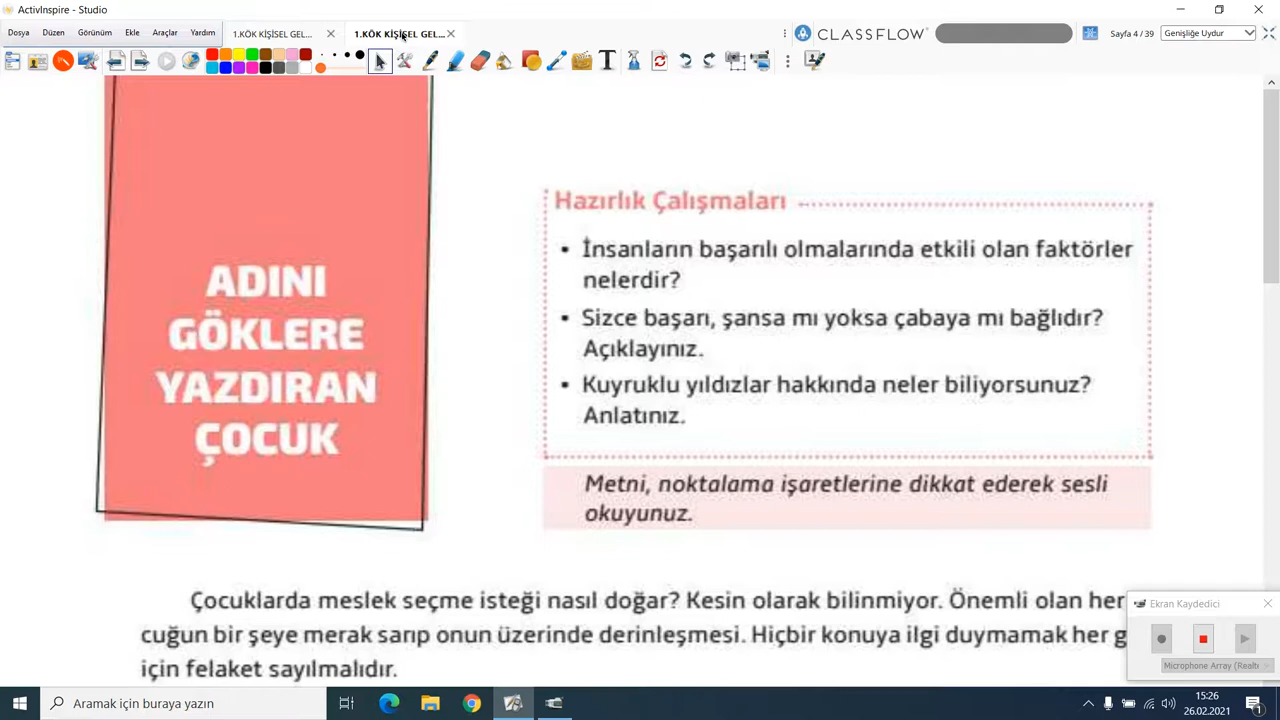 ActivInspire - Studio
Dosya Düzen Görünüm Ekle Araçlar Yardım
1.KÖK KİŞİSEL GEL...
1.KÖK KİŞİSEL GEL...
CLASSFLOW
Sayfa 4 / 39
Genişliğe Uydur
ADINI
GÖKLERE
YAZDIRAN
ÇOCUK
Hazırlık Çalışmaları
• İnsanların başarılı olmalarında etkili olan faktörler
nelerdir?
• Sizce başarı, şansa mı yoksa çabaya mı bağlıdır?
Açıklayınız.
• Kuyruklu yıldızlar hakkında neler biliyorsunuz?
Anlatınız.
Metni, noktalama işaretlerine dikkat ederek sesli
okuyunuz.
Çocuklarda meslek seçme isteği nasıl doğar? Kesin olarak bilinmiyor. Önemli olan her
cuğun bir şeye merak sarıp onun üzerinde derinleşmesi. Hiçbir konuya ilgi duymamak her g
için felaket sayılmalıdır.
Ekran Kaydedici
Microphone Array (Realt
Aramak için buraya yazın
15:26
26.02.2021
1